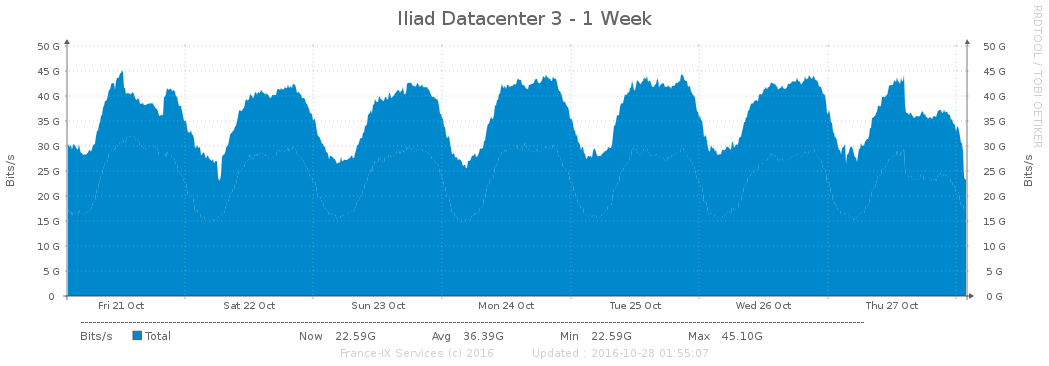 Iliad Datacenter 3 - 1 Week
RRDTOOL / TOBI OETIKER
50 G 50 G
45 G 45 G
40 G 40 G
35 G 35 G
30 G 30 G
25 G 25 G
20 G 20 G
15 G 15 G
10 G 10 G
5 G 5 G
0 0 G
Bits/s
Bits/s
Fri 21 Oct Sat 22 Oct Sun 23 Oct Mon 24 Oct Tue 25 Oct Wed 26 Oct Thu 27 Oct
Bits/s Total Now 22.59G Avg 36.39G Min 22.59G Max 45.10G
France-IX Services (c) 2016 Updated : 2016-10-28 01:55:07